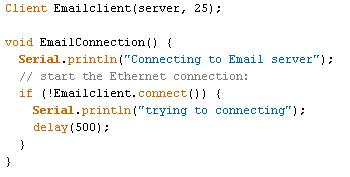 Client Emailclient(server, 25);
void EmailConnection() {
Serial.println("Connecting to Email server");
// start the Ethernet connection:
if (!Emailclient.connect()) {
Serial.println("trying to connecting");
delay(500);
}
}